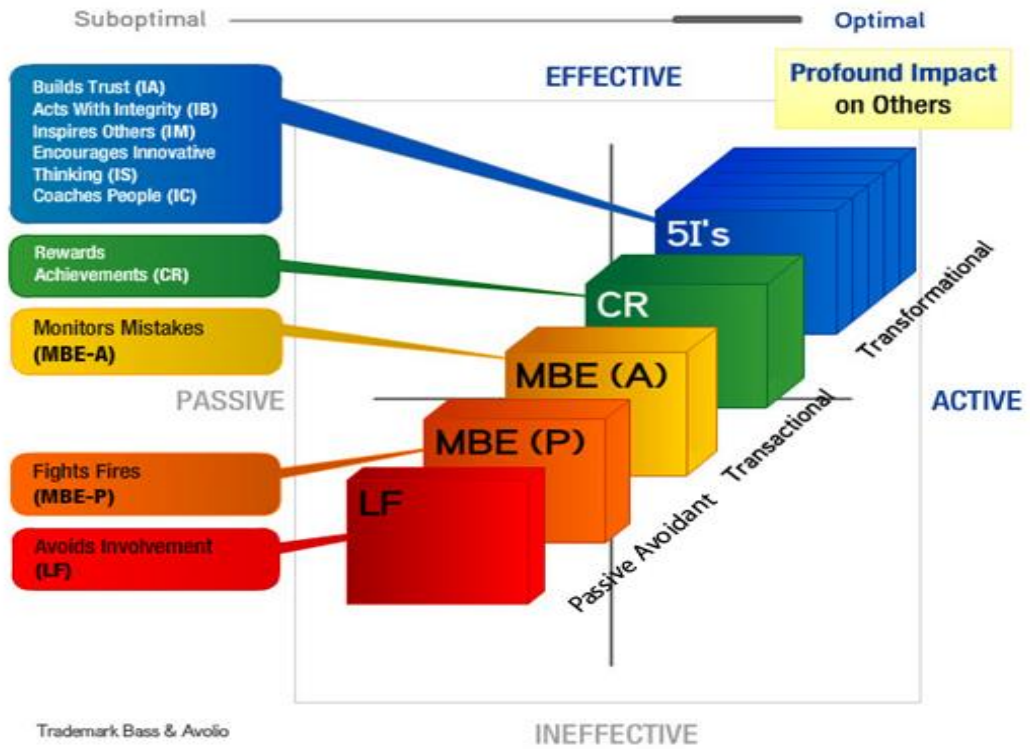 Suboptimal
Optimal
EFFECTIVE
Profound Impact
on Others
Builds Trust (IA)
Acts With Integrity (IB)
Inspires Others (IM)
Encourages Innovative
Thinking (IS)
Coaches People (IC)
5I's
Rewards
Achievements (CR)
CR
Transformational
Monitors Mistakes
(MBE-A)
MBE (A)
PASSIVE
ACTIVE
Transactional
MBE (P)
Fights Fires
(MBE-P)
LF
Passive Avoidant
Avoids Involvement
(LF)
Trademark Bass & Avolio
INEFFECTIVE